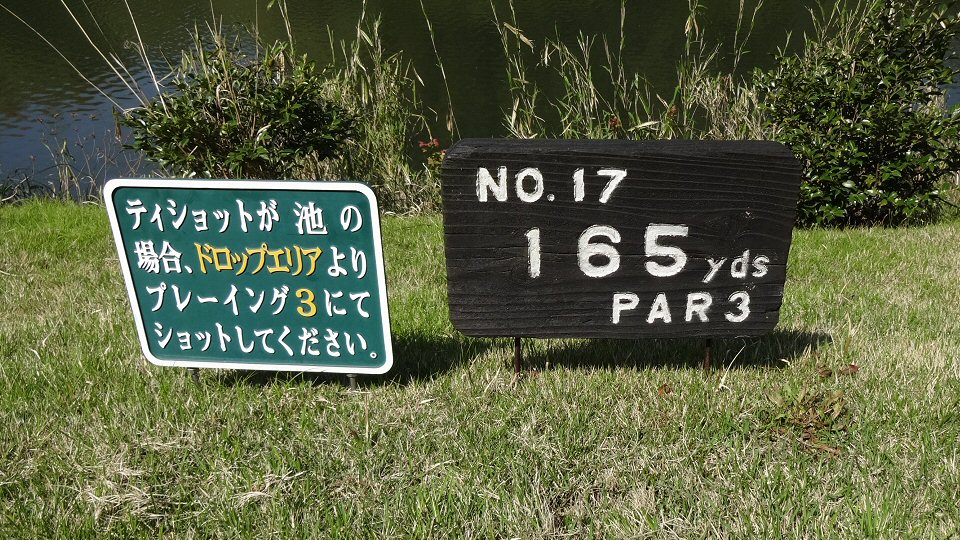 ティショットが 池 の
場合、ドロップエリアより
プレーイング3にて
ショットしてください。
NO.17
165 yds
PAR 3